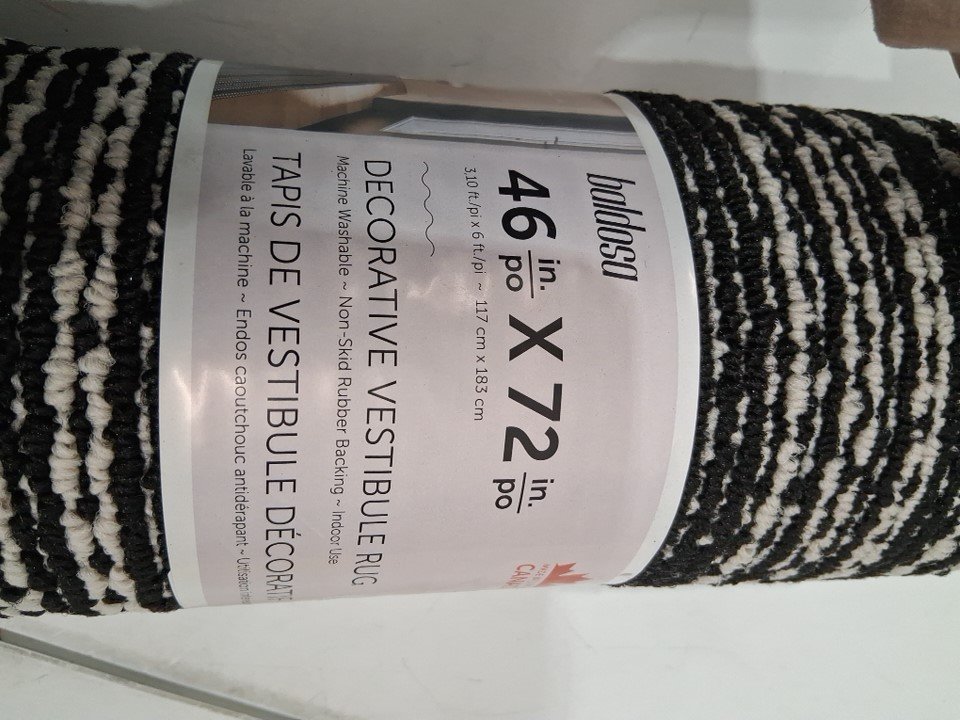 baldosa
46 in./po X 72 in./po
3,10 ft./pi x 6 ft./pi ~ 117 cm x 183 cm
DECORATIVE VESTIBULE RUG
Machine Washable ~ Non-Skid Rubber Backing ~ Indoor Use
TAPIS DE VESTIBULE DÉCORATI
Lavable à la machine ~ Endos caoutchouc antidérapant ~ Utilisation